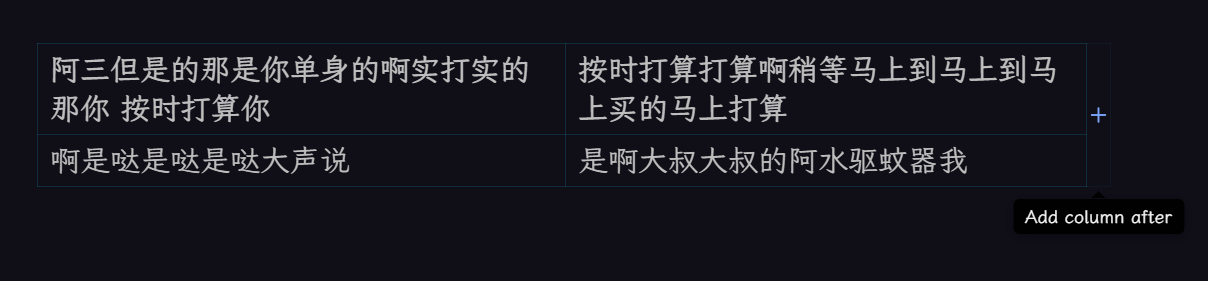 阿三但是的那是你单身的啊实打实的
那你 按时打算你
按时打算打算啊稍等马上到马上到马
上买的马上打算
啊是哒是哒是哒大声说
是啊大叔大叔的阿水驱蚊器我
+
Add column after